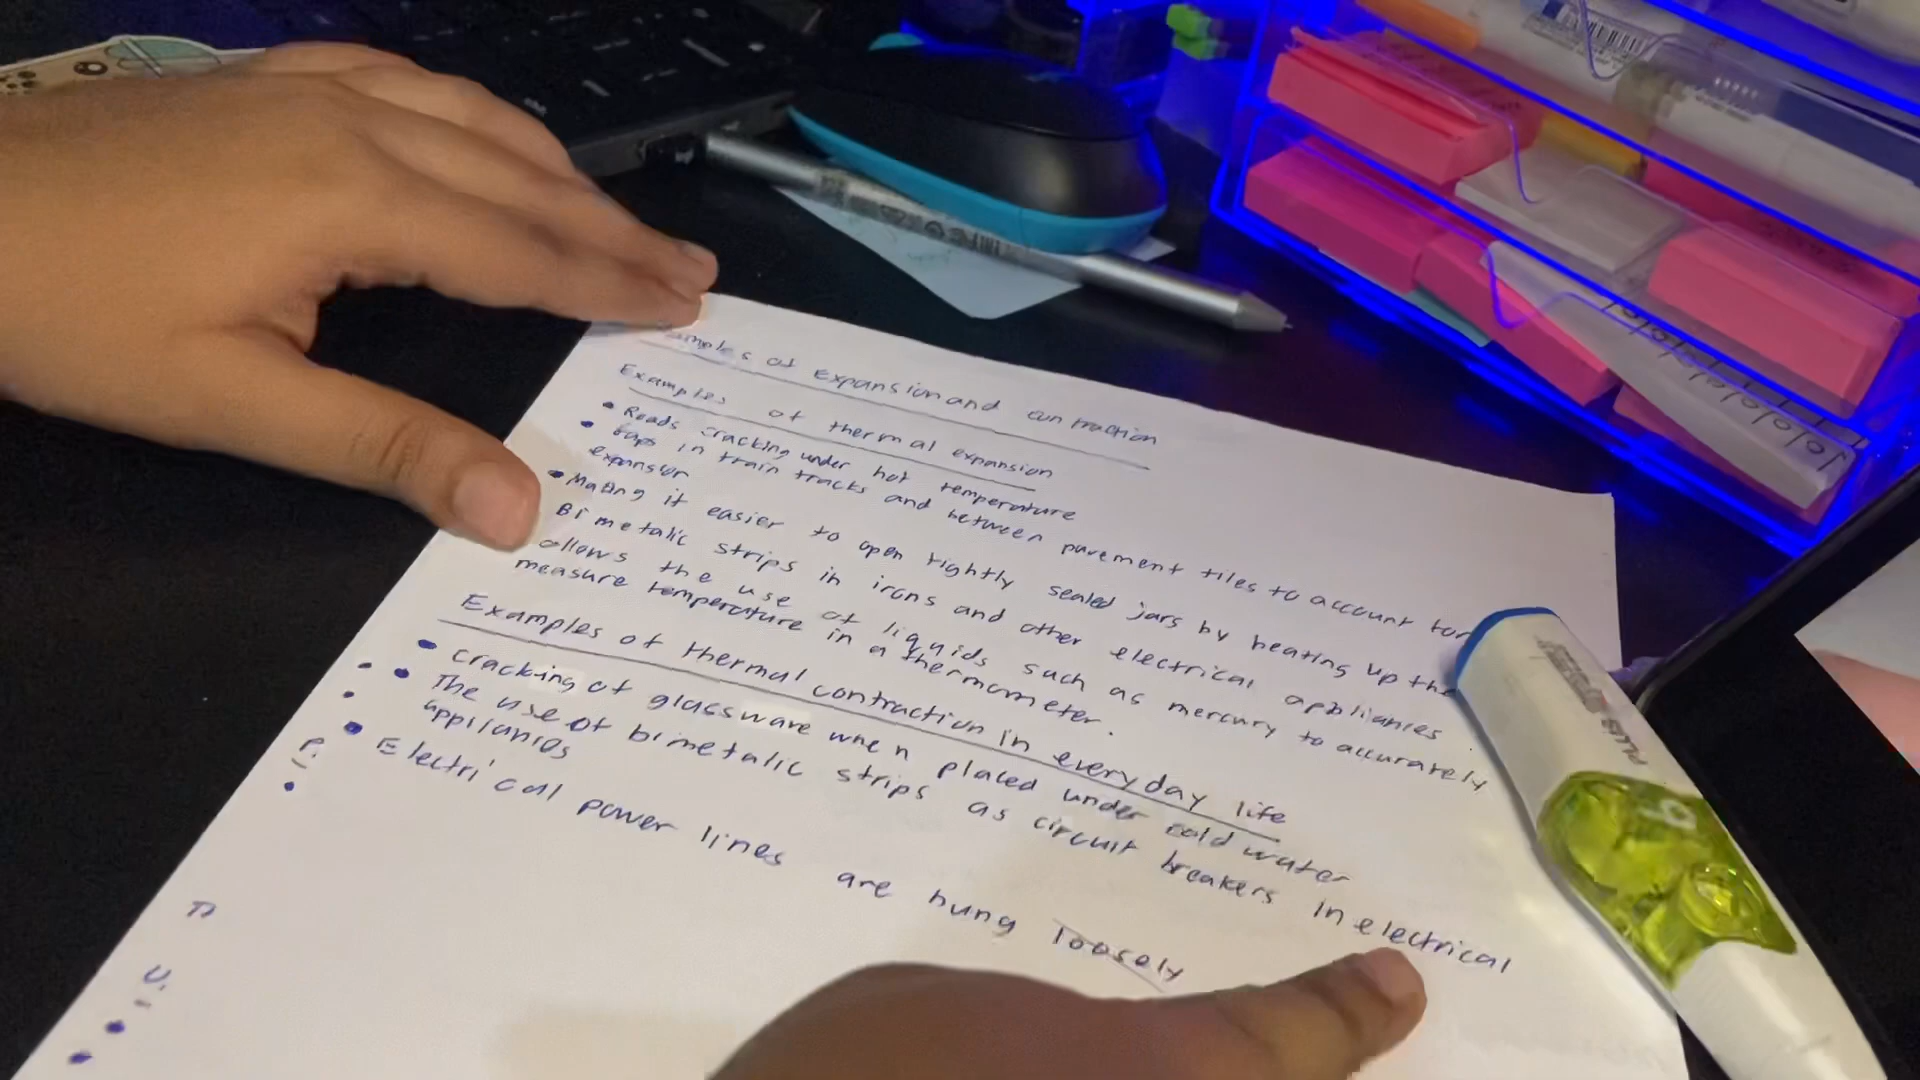 Examples of expansion and contraction
Examples of thermal expansion
• Roads cracking under hot temperature
• Gaps in train tracks and between pavement tiles to account for
expansion
• Making it easier to open tightly sealed jars by heating up the
Bimetalic strips in irons and other electrical appliances
allows the use of liquids such as mercury to accurately
measure temperature in a thermometer.
Examples of thermal contraction in everyday life
• cracking of glassware when placed under cold water
• The use of bimetalic strips as circuit breakers in electrical
appliances
• Electrical power lines are hung loosely
PLUS